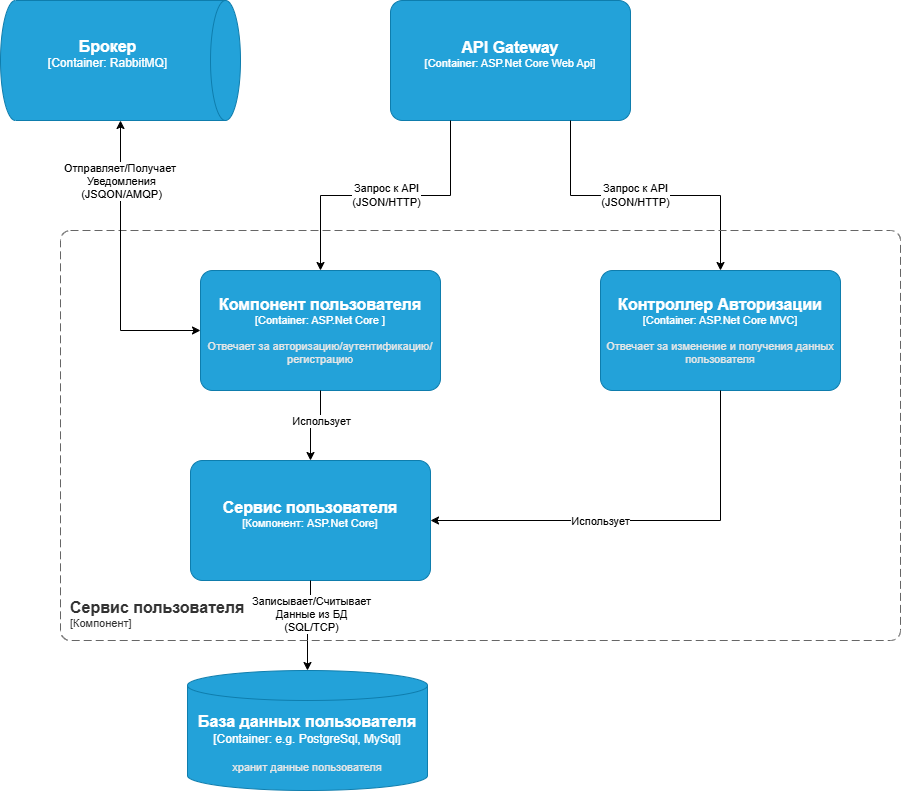 Брокер
[Container: RabbitMQ]
API Gateway
[Container: ASP.Net Core Web Api]
Отправляет/Получает
Уведомления
(JSQON/AMQP)
Запрос к API
(JSON/HTTP)
Запрос к API
(JSON/HTTP)
Компонент пользователя
[Container: ASP.Net Core ]
Отвечает за авторизацию/аутентификацию/
регистрацию
Контроллер Авторизации
[Container: ASP.Net Core MVC]
Отвечает за изменение и получения данных
пользователя
Использует
Сервис пользователя
[Компонент: ASP.Net Core]
Использует
Сервис пользователя
[Компонент]
Записывает/Считывает
Данные из БД
(SQL/TCP)
База данных пользователя
[Container: e.g. PostgreSql, MySql]
хранит данные пользователя